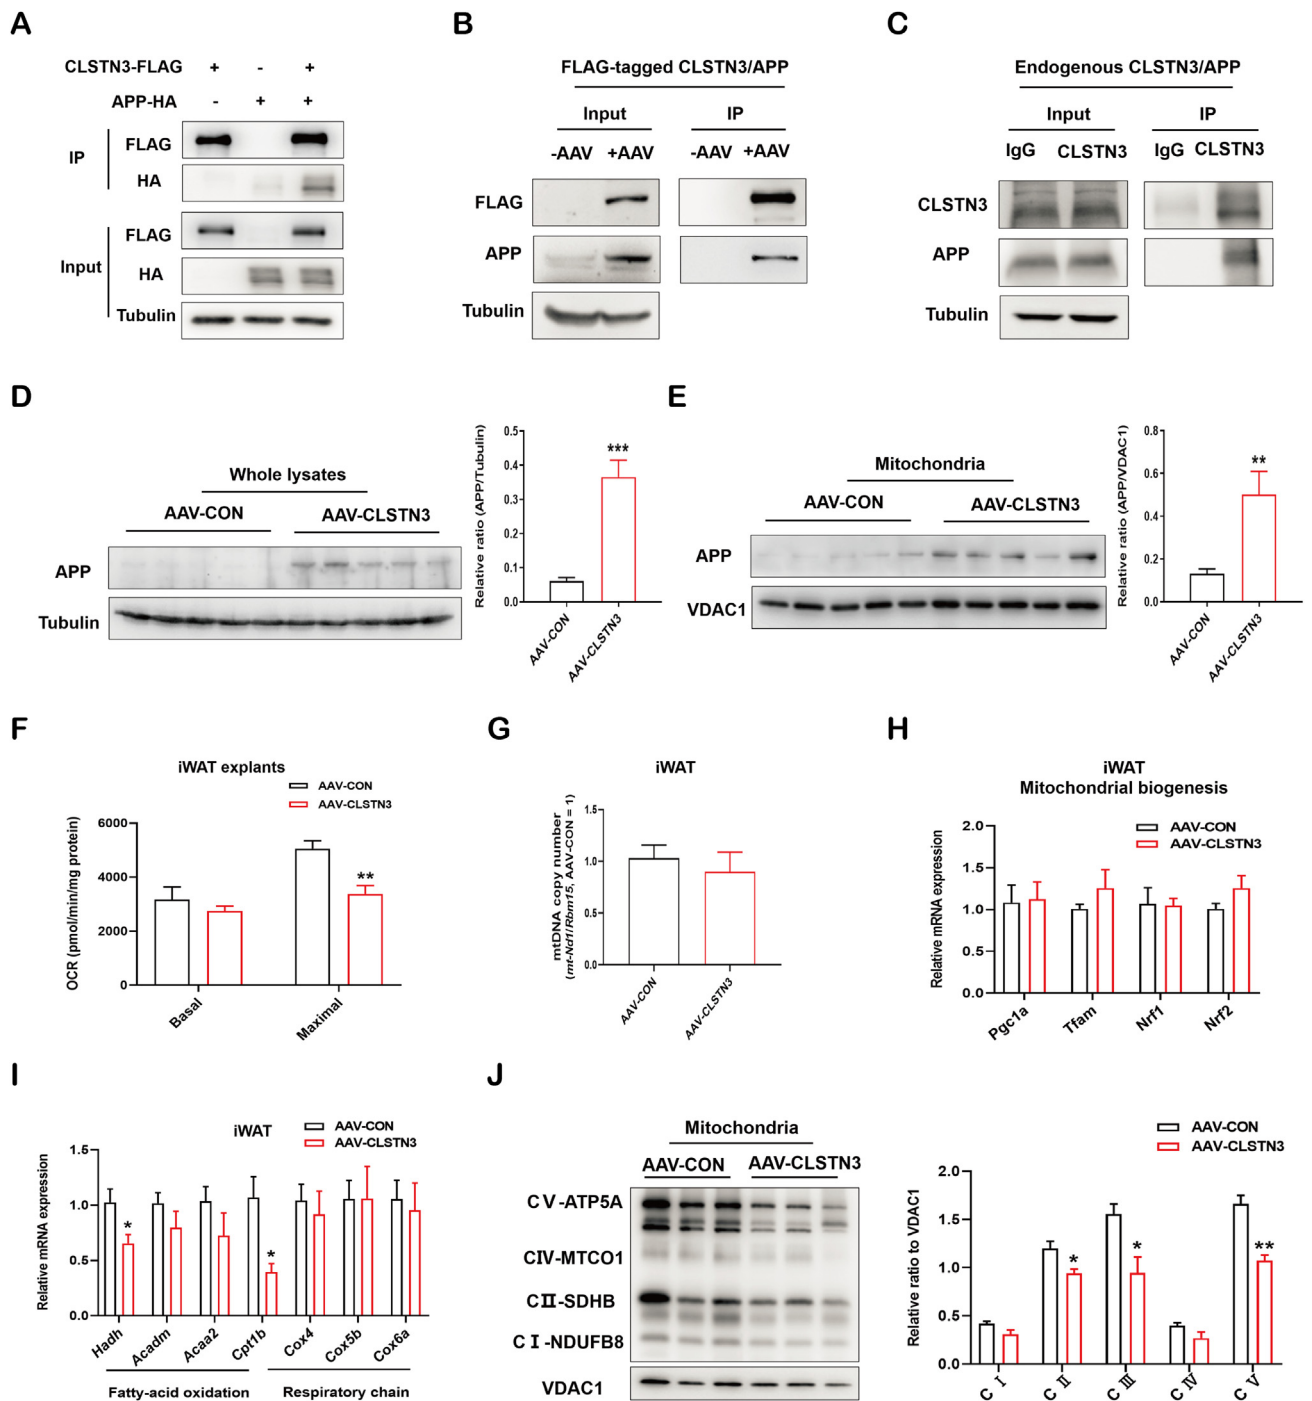 A
CLSTN3-FLAG + - +
APP-HA - + +
IP
FLAG
HA
Input
FLAG
HA
Tubulin
B
FLAG-tagged CLSTN3/APP
Input IP
-AAV +AAV -AAV +AAV
FLAG
APP
Tubulin
C
Endogenous CLSTN3/APP
Input IP
IgG CLSTN3 IgG CLSTN3
CLSTN3
APP
Tubulin
D
Whole lysates
AAV-CON AAV-CLSTN3
APP
Tubulin
Relative ratio (APP/Tubulin)
0.5
0.4
0.3
0.2
0.1
0.0
***
AAV-CON
AAV-CLSTN3
E
Mitochondria
AAV-CON AAV-CLSTN3
APP
VDAC1
Relative ratio (APP/VDAC1)
0.8
0.6
0.4
0.2
0.0
**
AAV-CON
AAV-CLSTN3
F
iWAT explants
AAV-CON
AAV-CLSTN3
OCR (pmol/min/mg protein)
6000
4000
2000
0
**
Basal
Maximal
G
iWAT
mtDNA copy number
(mt-Nd1/Rbm15, AAV-CON = 1)
1.5
1.0
0.5
0.0
AAV-CON
AAV-CLSTN3
H
iWAT
Mitochondrial biogenesis
AAV-CON
AAV-CLSTN3
Relative mRNA expression
2.0
1.5
1.0
0.5
0.0
Pgc1a
Tfam
Nrf1
Nrf2
I
iWAT
AAV-CON
AAV-CLSTN3
Relative mRNA expression
1.5
1.0
0.5
0.0
*
*
Hadh
Acadm
Acaa2
Cpt1b
Cox4
Cox5b
Cox6a
Fatty-acid oxidation Respiratory chain
J
Mitochondria
AAV-CON AAV-CLSTN3
CⅤ-ATP5A
CⅣ-MTCO1
CⅡ-SDHB
CⅠ-NDUFB8
VDAC1
AAV-CON
AAV-CLSTN3
Relative ratio to VDAC1
2.0
1.5
1.0
0.5
0.0
*
*
**
C Ⅰ
C Ⅱ
C Ⅲ
C Ⅳ
C Ⅴ